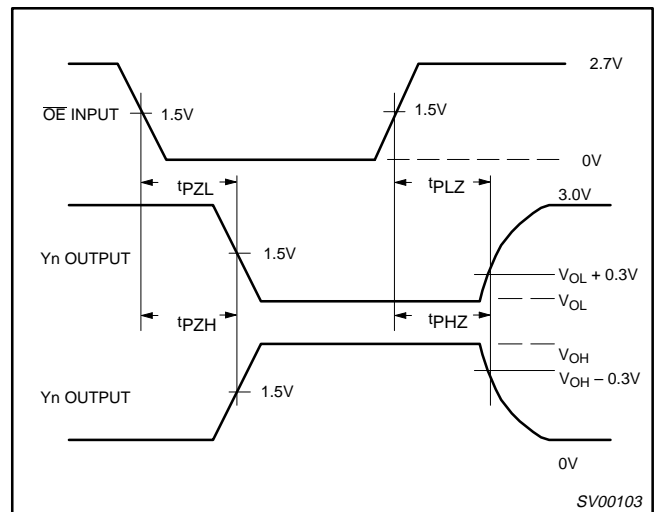 2.7V
OE INPUT
1.5V
1.5V
0V
tPZL
tPLZ
3.0V
Yn OUTPUT
1.5V
VOL + 0.3V
VOL
tPZH
tPHZ
VOH
VOH – 0.3V
Yn OUTPUT
1.5V
0V
SV00103